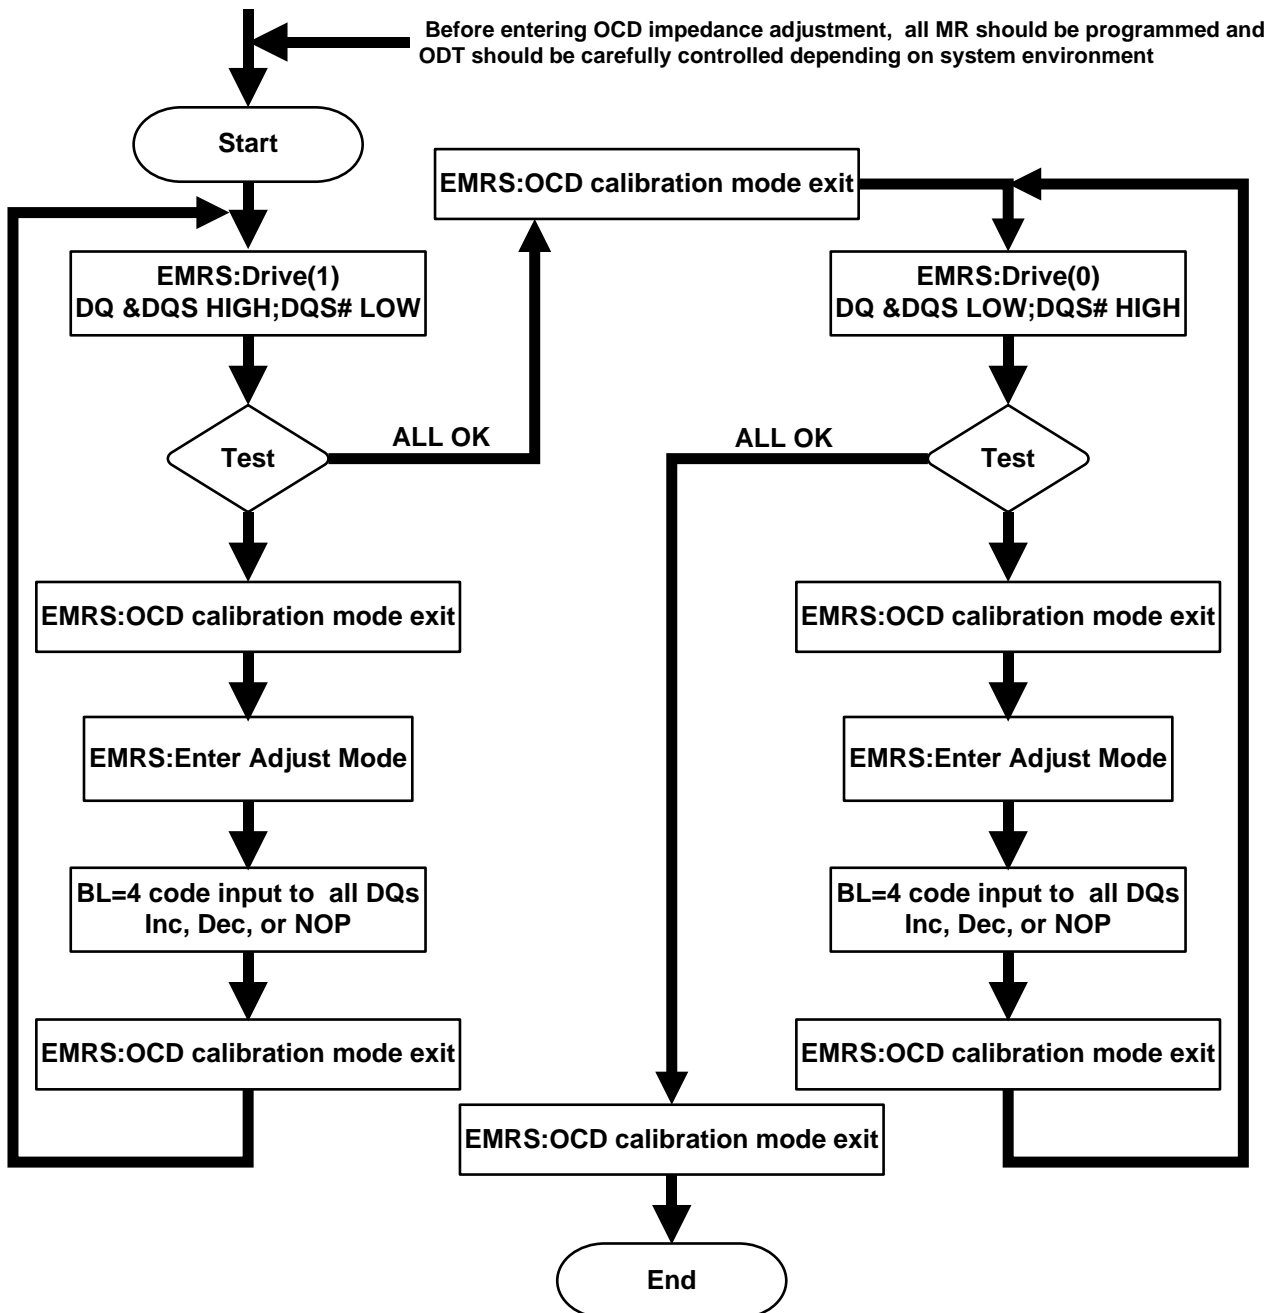 Before entering OCD impedance adjustment, all MR should be programmed and
ODT should be carefully controlled depending on system environment
Start
EMRS:OCD calibration mode exit
EMRS:Drive(1)
DQ &DQS HIGH;DQS# LOW
EMRS:Drive(0)
DQ &DQS LOW;DQS# HIGH
ALL OK
ALL OK
Test
Test
EMRS:OCD calibration mode exit
EMRS:OCD calibration mode exit
EMRS:Enter Adjust Mode
EMRS:Enter Adjust Mode
BL=4 code input to all DQs
Inc, Dec, or NOP
BL=4 code input to all DQs
Inc, Dec, or NOP
EMRS:OCD calibration mode exit
EMRS:OCD calibration mode exit
EMRS:OCD calibration mode exit
End